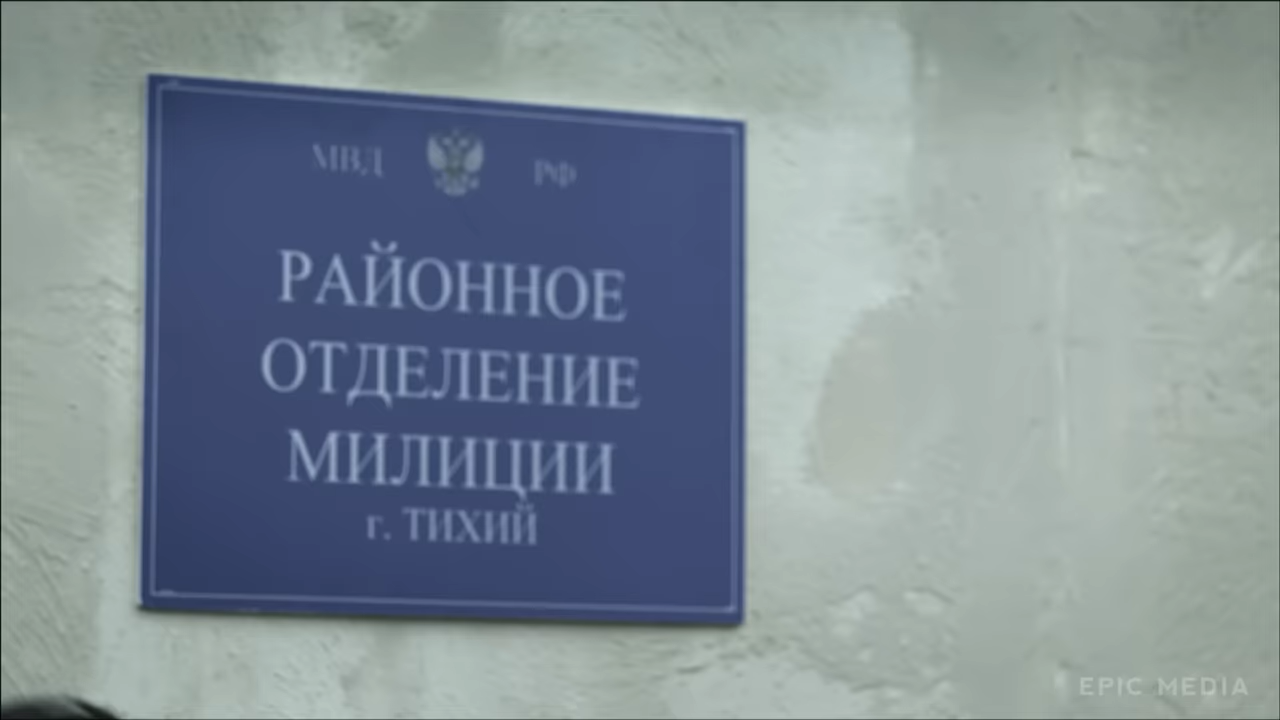 МВД РФ
РАЙОННОЕ
ОТДЕЛЕНИЕ
МИЛИЦИИ
г. ТИХИЙ
EPIC MEDIA